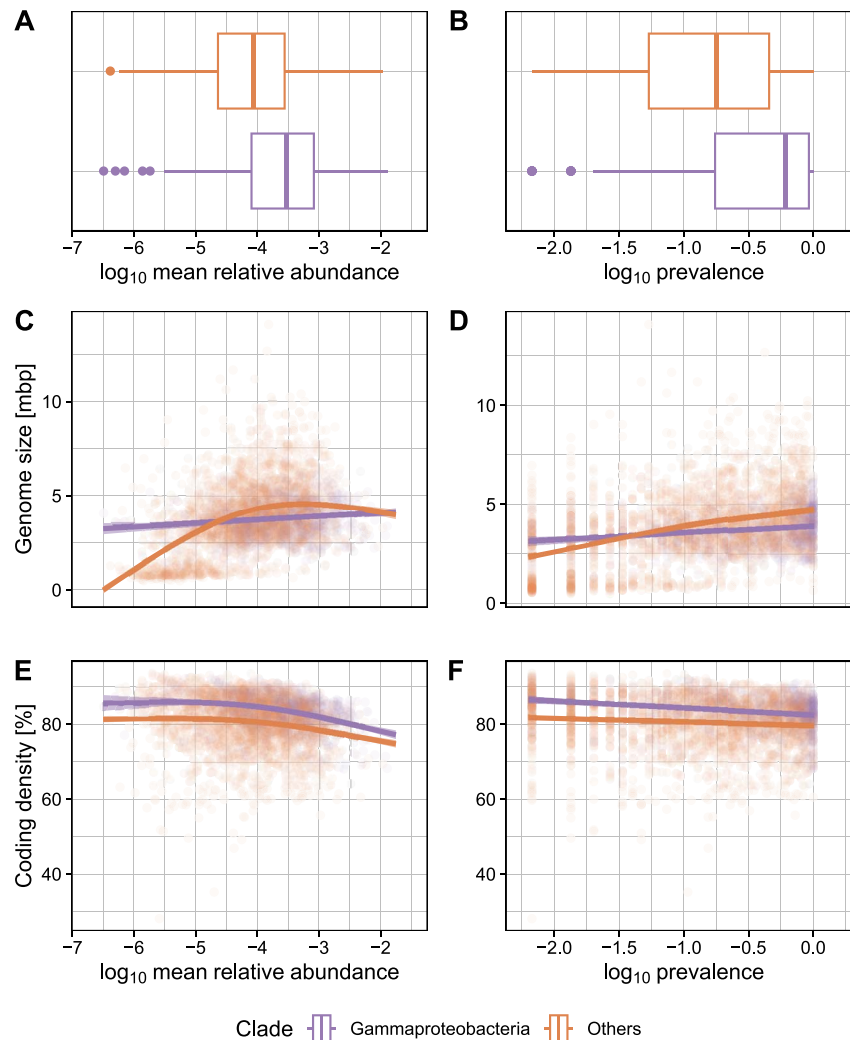 A
B
−7 −6 −5 −4 −3 −2
−2.0 −1.5 −1.0 −0.5 0.0
log10 mean relative abundance
log10 prevalence
C
D
Genome size [mbp]
10
5
0
10
5
0
E
F
Coding density [%]
80
60
40
80
60
40
−7 −6 −5 −4 −3 −2
−2.0 −1.5 −1.0 −0.5 0.0
log10 mean relative abundance
log10 prevalence
Clade Gammaproteobacteria Others